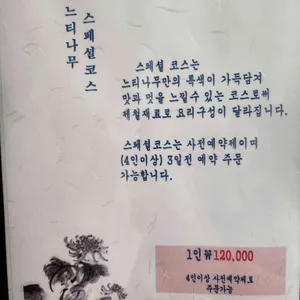 느티나무
스페셜코스
스페셜 코스는
느티나무만의 특색이 가득담겨
맛과 멋을 느낄수 있는 코스로써
제철재료로 요리구성이 달라집니다.
스페셜코스는 사전예약제이며
(4인이상) 3일전 예약 주문
가능합니다.
1인 120,000
4인이상 사전예약제로
주문가능